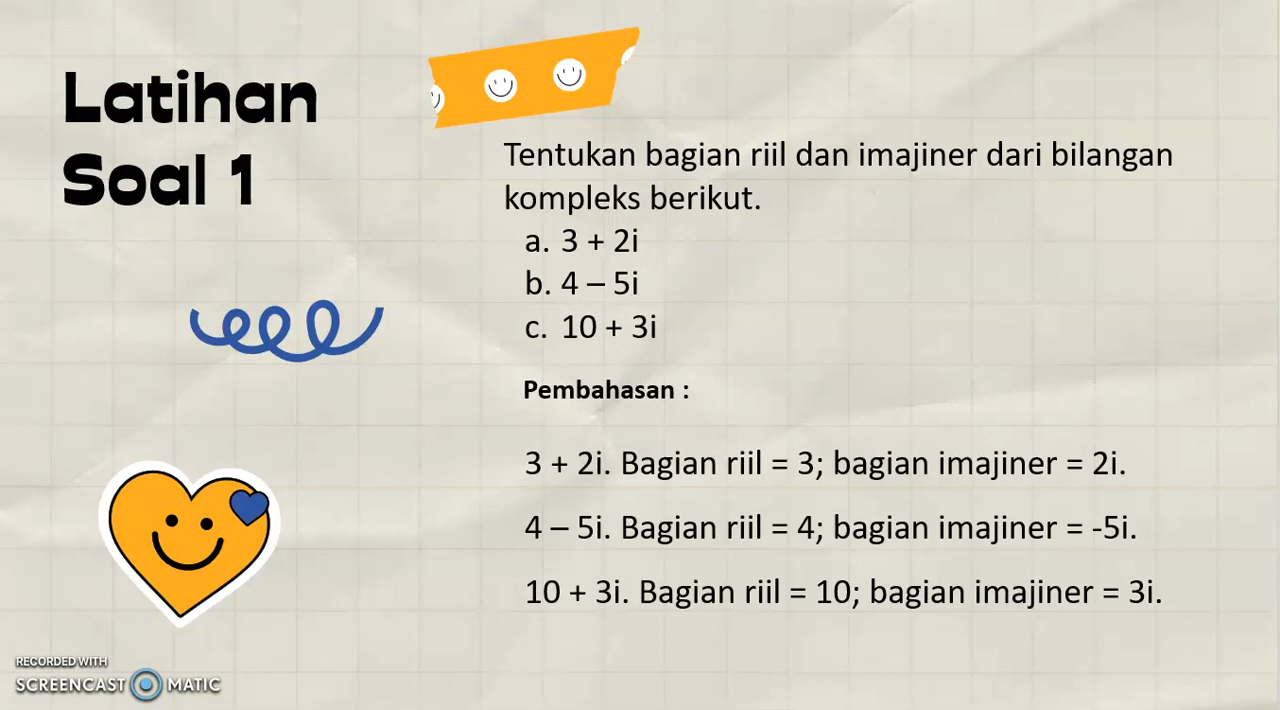 Latihan
Soal 1
Tentukan bagian riil dan imajiner dari bilangan
kompleks berikut.
a. 3 + 2i
b. 4 – 5i
c. 10 + 3i
Pembahasan :
3 + 2i. Bagian riil = 3; bagian imajiner = 2i.
4 – 5i. Bagian riil = 4; bagian imajiner = -5i.
10 + 3i. Bagian riil = 10; bagian imajiner = 3i.
RECORDED WITH
SCREENCAST MATIC